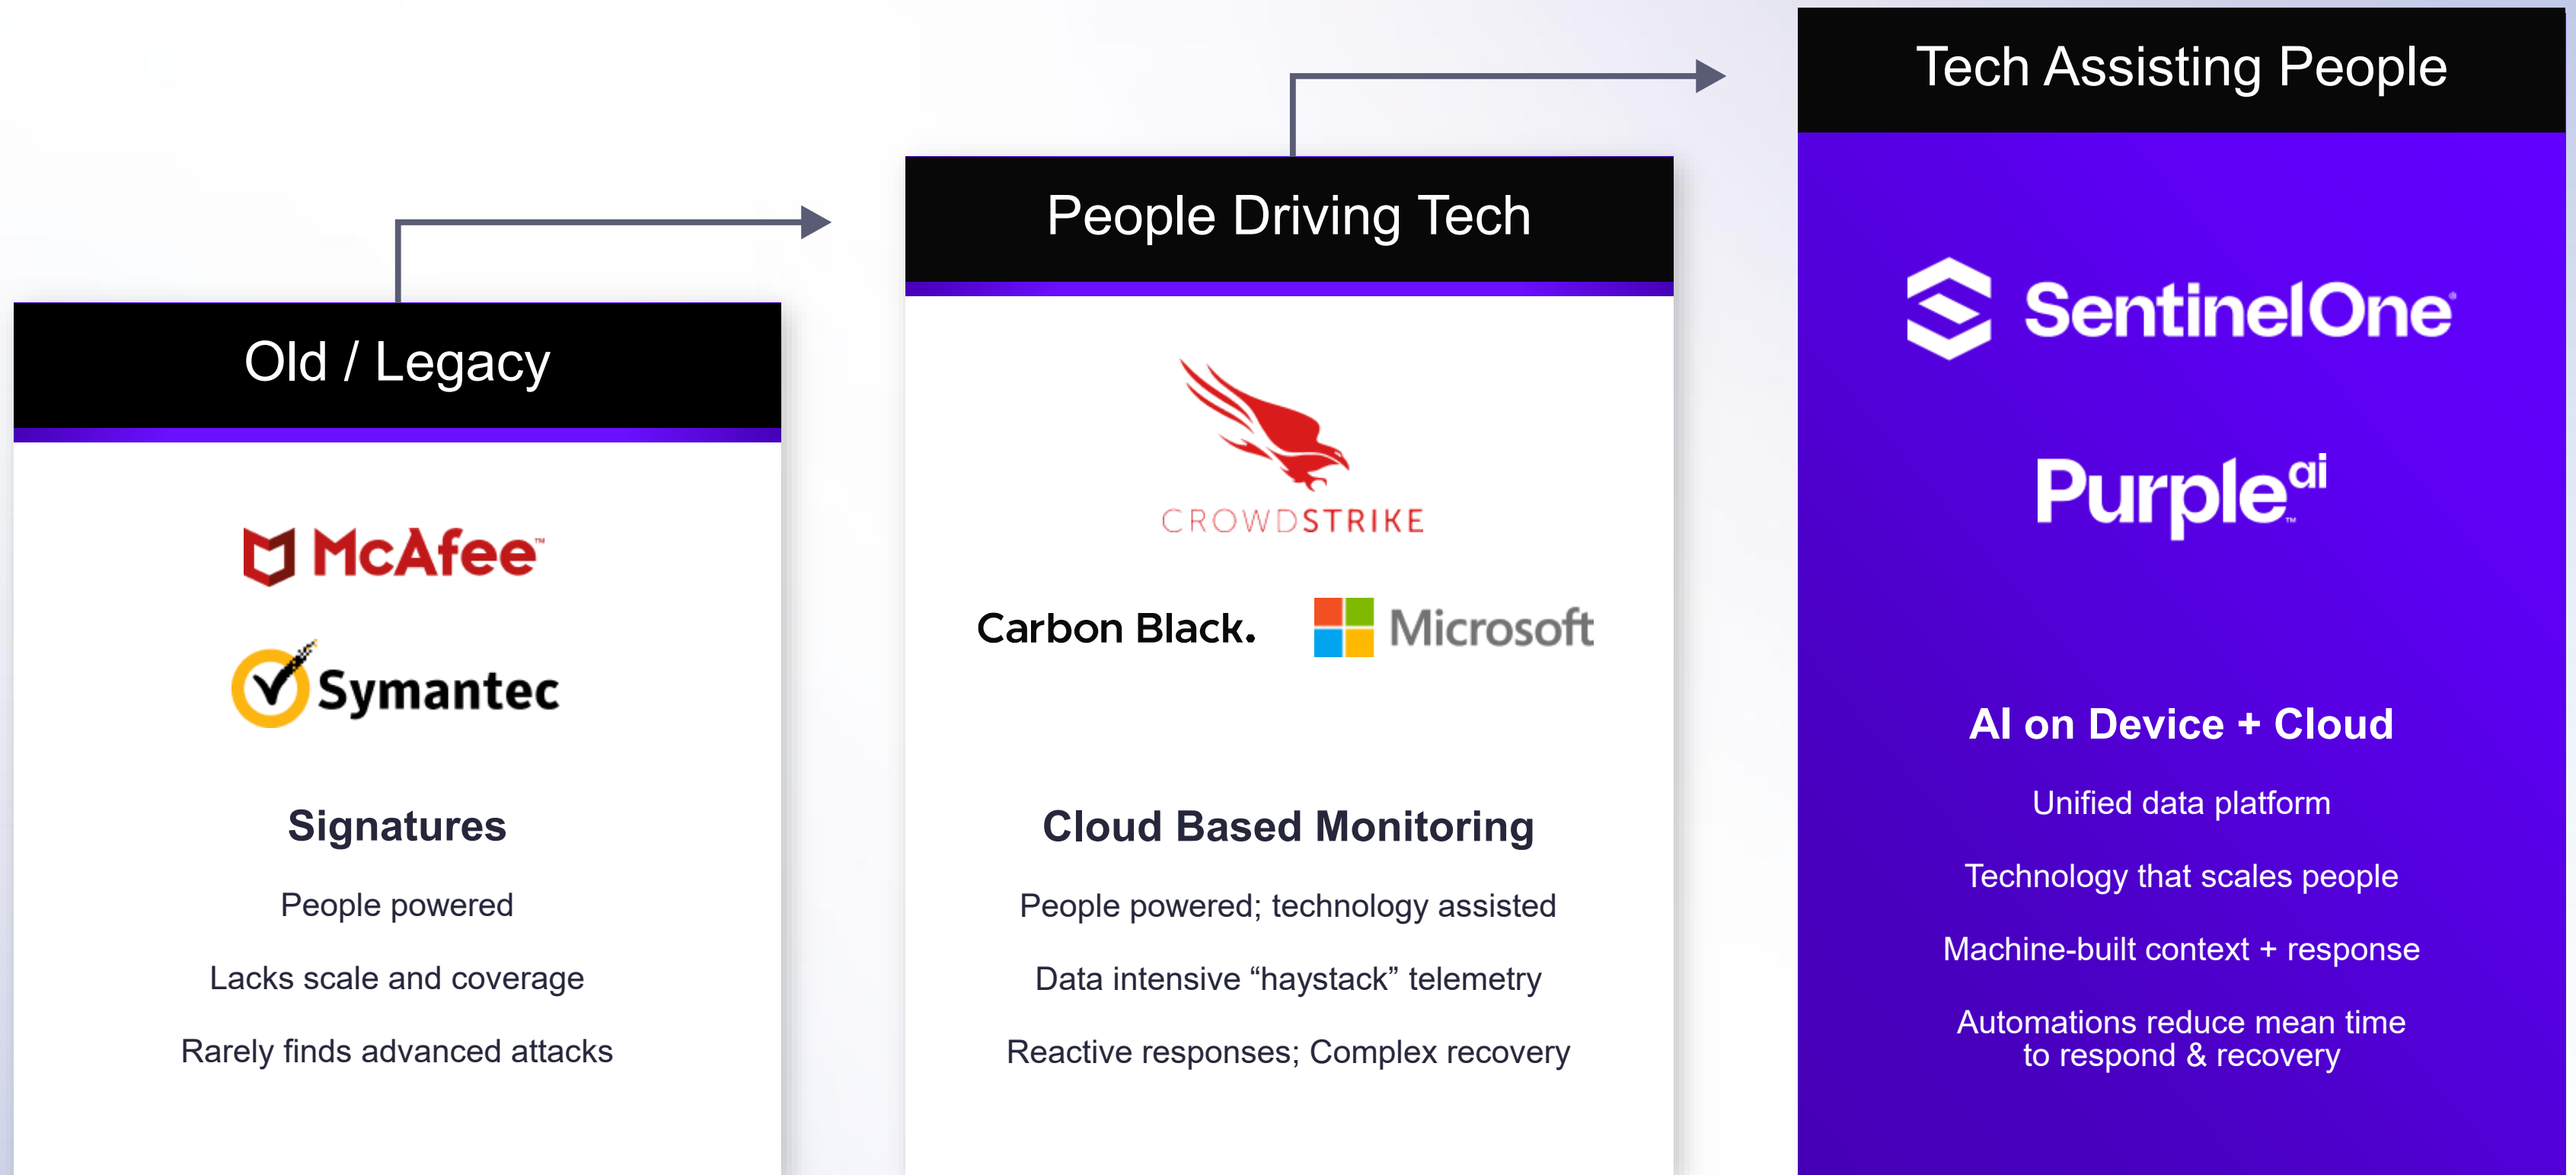 Old / Legacy
McAfee™
Symantec
Signatures
People powered
Lacks scale and coverage
Rarely finds advanced attacks
People Driving Tech
CROWDSTRIKE
Carbon Black.
Microsoft
Cloud Based Monitoring
People powered; technology assisted
Data intensive “haystack” telemetry
Reactive responses; Complex recovery
Tech Assisting People
SentinelOne®
Purple ai™
AI on Device + Cloud
Unified data platform
Technology that scales people
Machine-built context + response
Automations reduce mean time
to respond & recovery